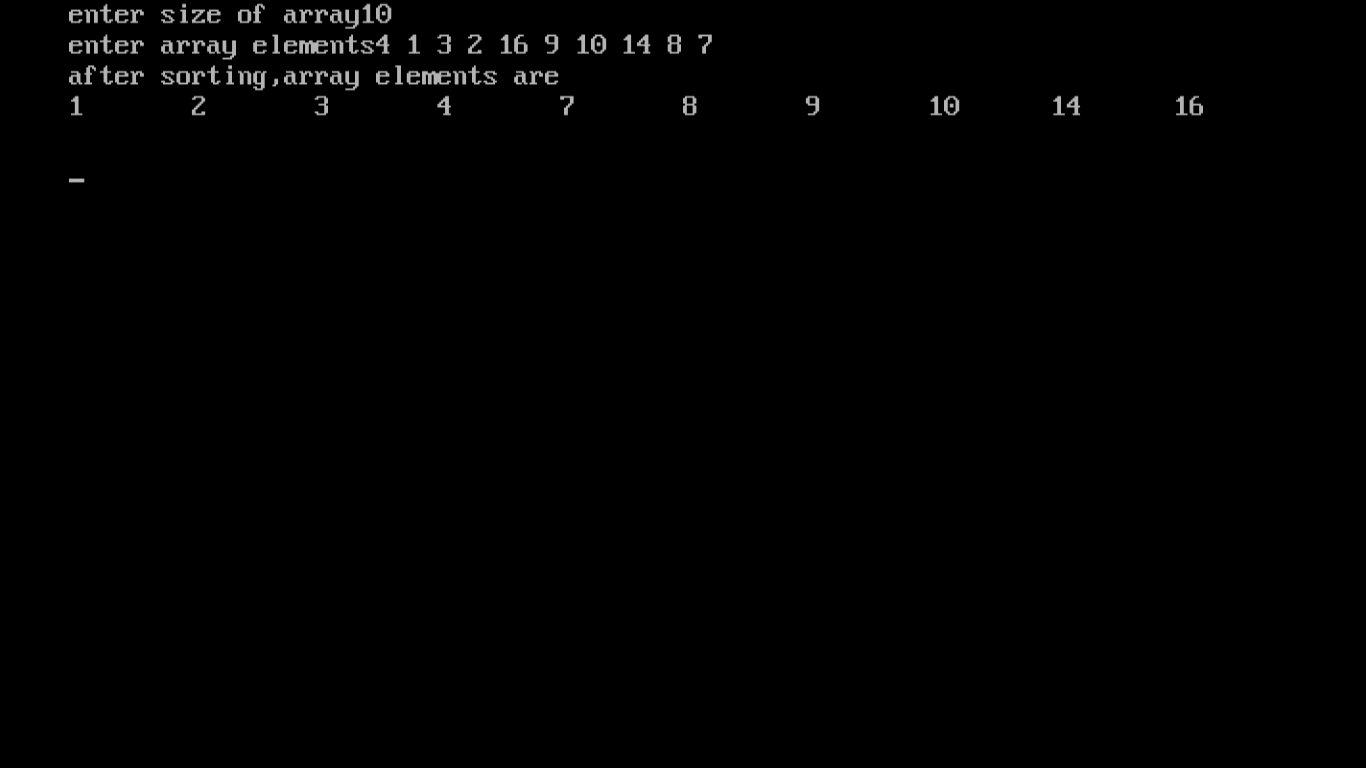 enter size of array10
enter array elements4 1 3 2 16 9 10 14 8 7
after sorting,array elements are
1 2 3 4 7 8 9 10 14 16